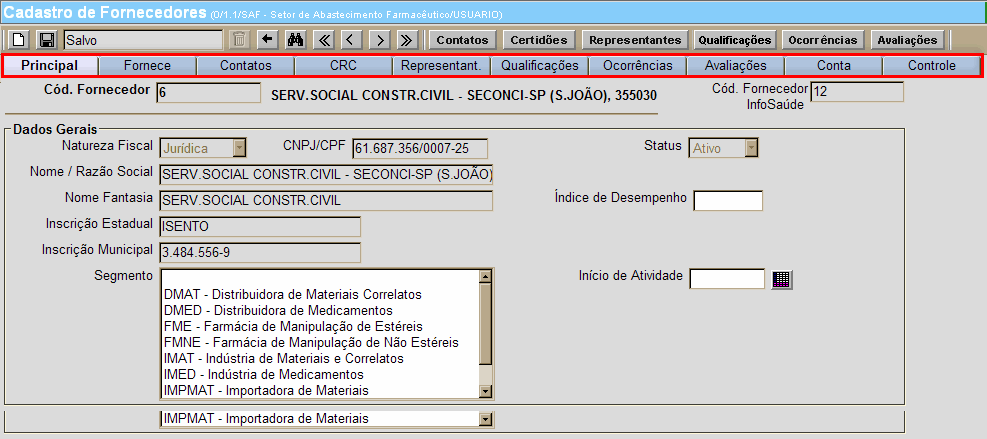 Cadastro de Fornecedores (0/1.1/SAF - Setor de Abastecimento Farmacêutico/USUARIO)
Salvo Contatos Certidões Representantes Qualificações Ocorrências Avaliações
Principal Fornece Contatos CRC Representant. Qualificações Ocorrências Avaliações Conta Controle
Cód. Fornecedor 6 SERV.SOCIAL CONSTR.CIVIL - SECONCI-SP (S.JOÃO), 355030 Cód. Fornecedor 12
InfoSaúde
Dados Gerais
Natureza Fiscal Jurídica CNPJ/CPF 61.687.356/0007-25 Status Ativo
Nome / Razão Social SERV.SOCIAL CONSTR.CIVIL - SECONCI-SP (S.JOÃO)
Nome Fantasia SERV.SOCIAL CONSTR.CIVIL Índice de Desempenho
Inscrição Estadual ISENTO
Inscrição Municipal 3.484.556-9
Segmento Início de Atividade
DMAT - Distribuidora de Materiais Correlatos
DMED - Distribuidora de Medicamentos
FME - Farmácia de Manipulação de Estéreis
FMNE - Farmácia de Manipulação de Não Estéreis
IMAT - Indústria de Materiais e Correlatos
IMED - Indústria de Medicamentos
IMPMAT - Importadora de Materiais
IMPMAT - Importadora de Materiais